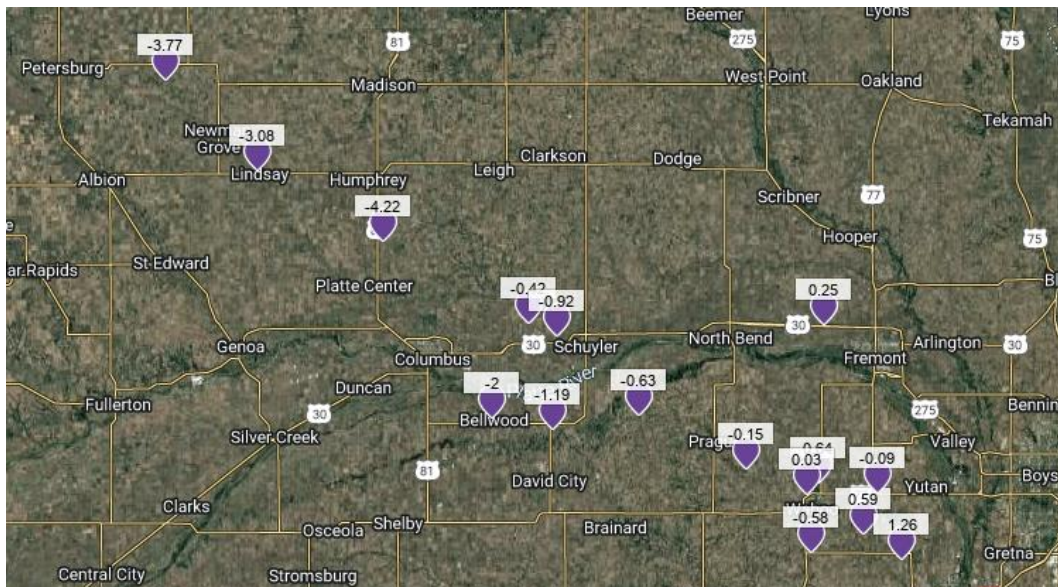 Beemer
Lyons
81
275
75
-3.77
Petersburg
Madison
West Point
Oakland
Tekamah
-3.08
Grove
Lindsay
Clarkson
Dodge
Leigh
Albion
Humphrey
77
Scribner
-4.22
Hooper
75
St Edward
Platte Center
-0.42
-0.92
0.25
30
Genoa
Columbus
30
Schuyler
North Bend
Arlington
30
Fremont
River
Duncan
-2
-1.19
-0.63
Fullerton
30
Bellwood
275
Silver Creek
Valley
-0.15
0.03
-0.09
81
David City
Yutan
Clarks
Osceola
Shelby
Brainard
0.59
-0.58
1.26
Gretna
Central City
Stromsburg